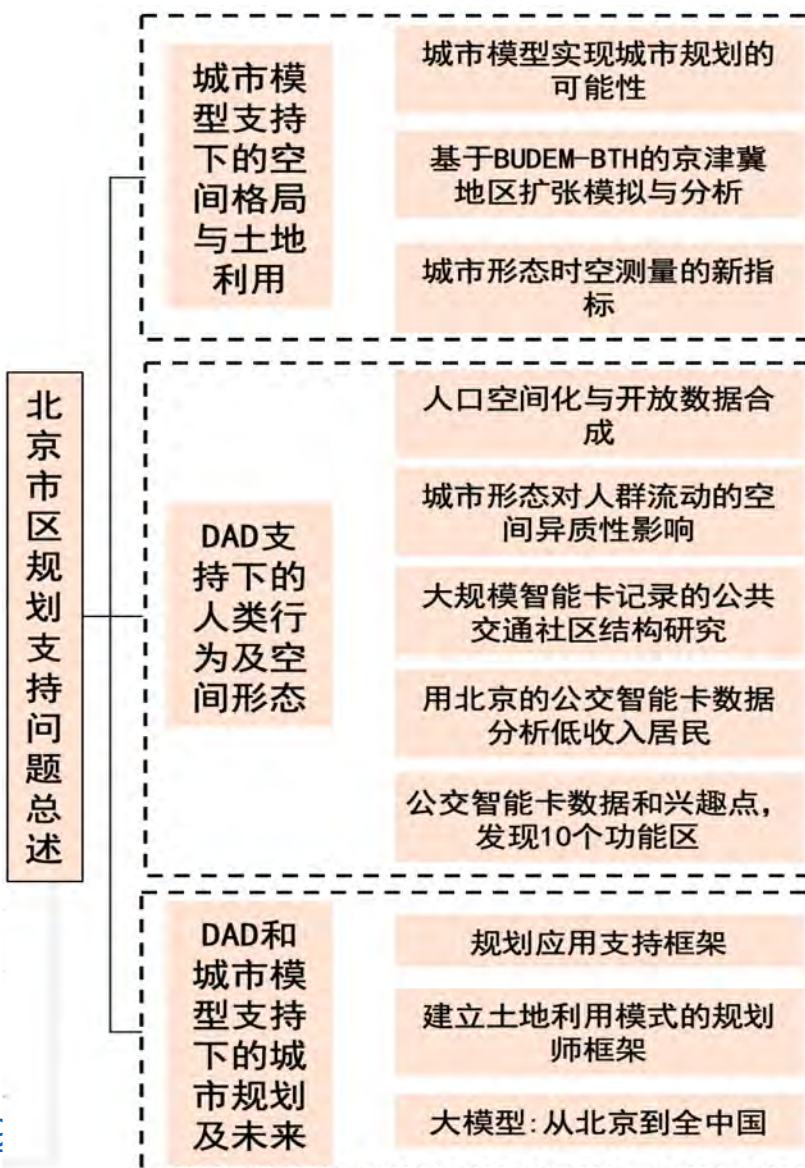 北京市区规划支持问题总述
城市模
型支持
下的空
间格局
与土地
利用
城市模型实现城市规划的
可能性
基于BUDEM-BTH的京津冀
地区扩张模拟与分析
城市形态时空测量的新指
标
DAD支
持下的
人类行
为及空
间形态
人口空间化与开放数据合
成
城市形态对人群流动的空
间异质性影响
大规模智能卡记录的公共
交通社区结构研究
用北京的公交智能卡数据
分析低收入居民
公交智能卡数据和兴趣点，
发现10个功能区
DAD和
城市模
型支持
下的城
市规划
及未来
规划应用支持框架
建立土地利用模式的规划
师框架
大模型：从北京到全中国